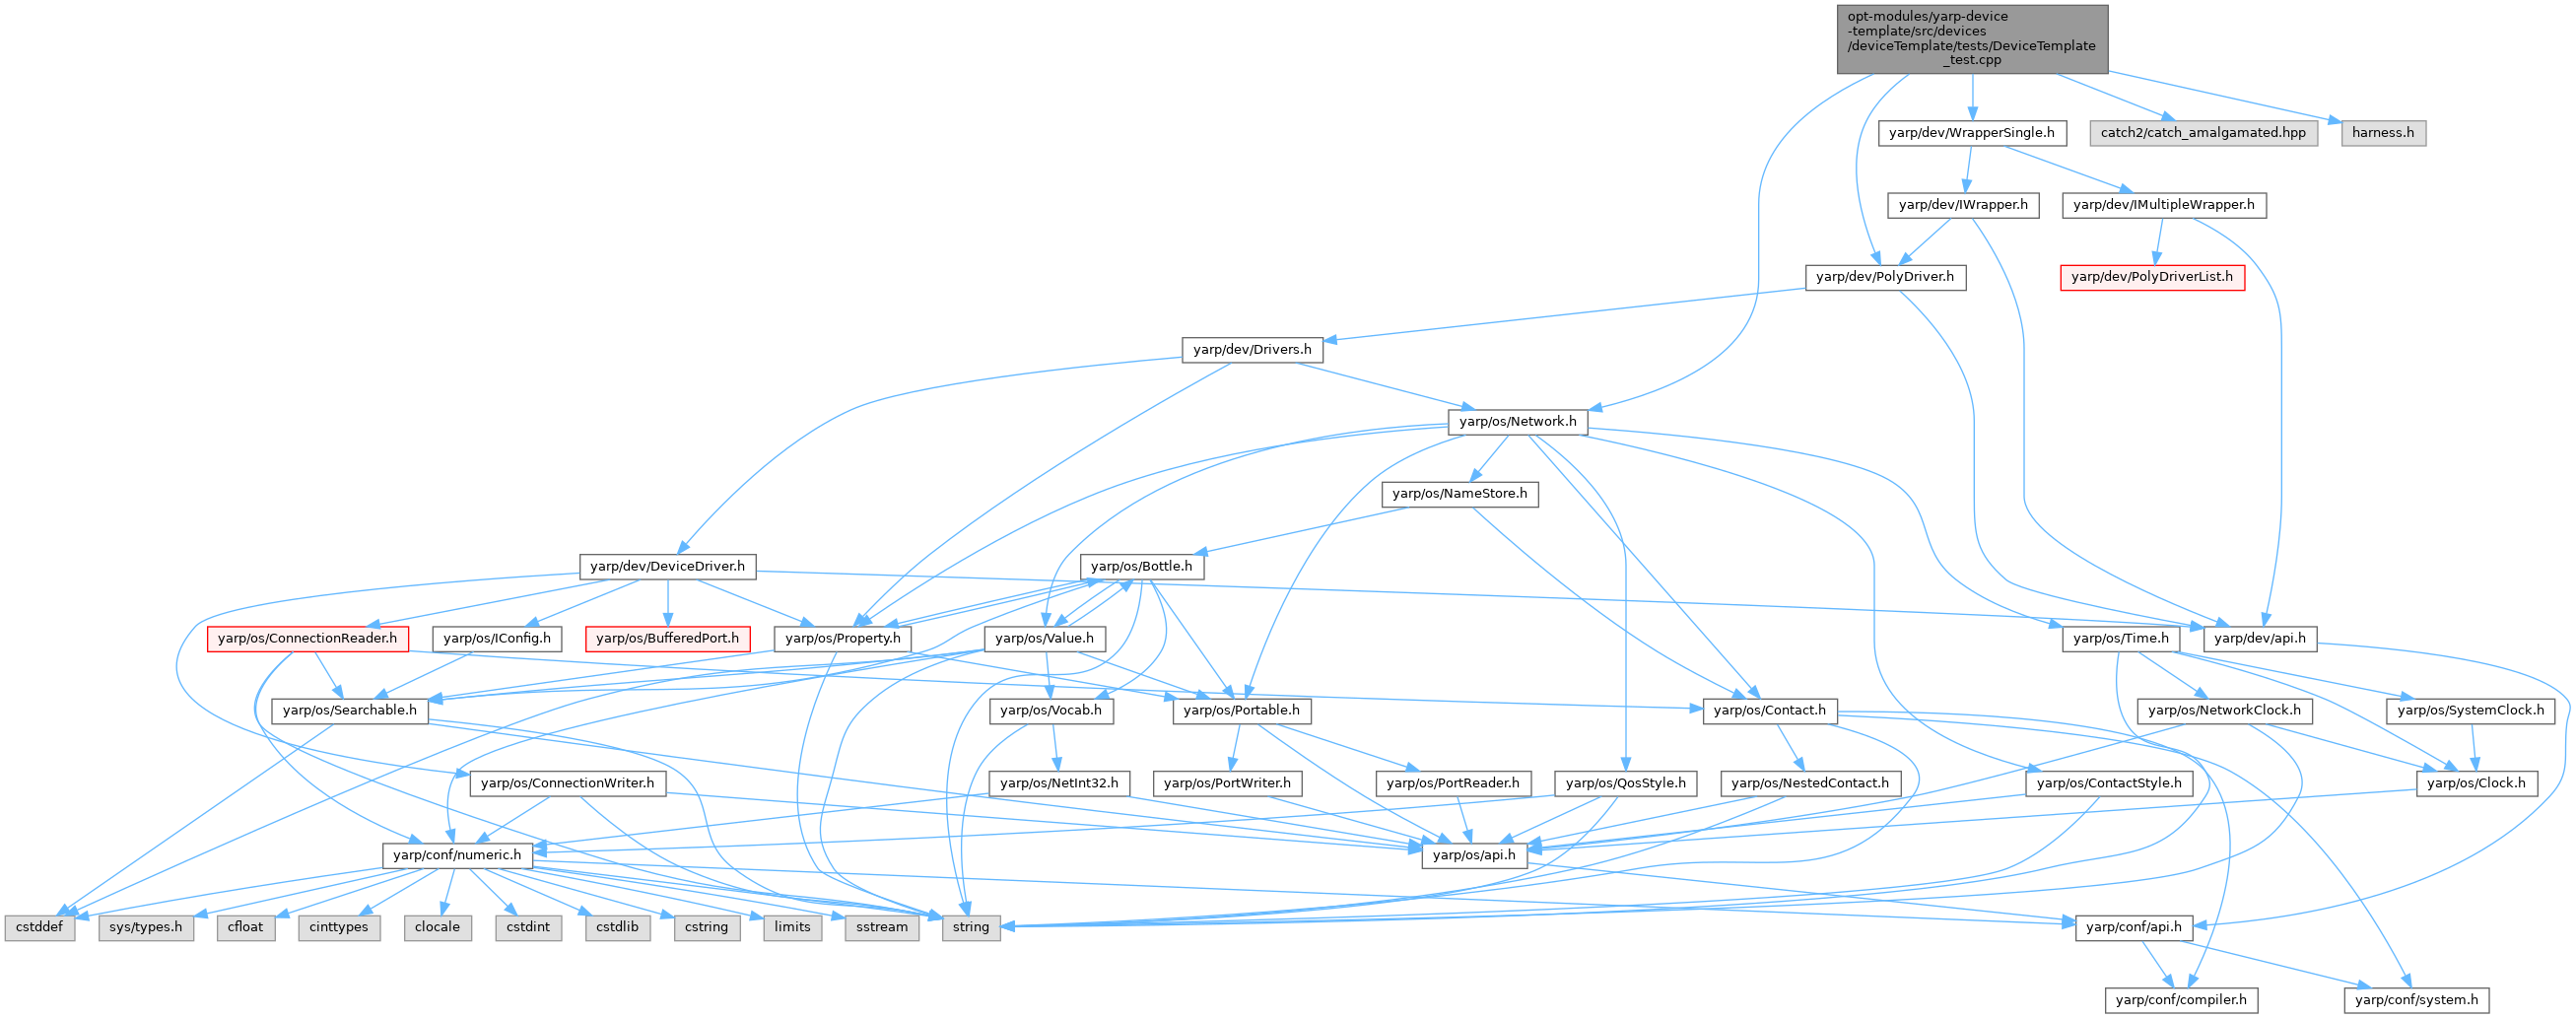 opt-modules/yarp-device
-template/src/devices
/deviceTemplate/tests/DeviceTemplate
_test.cpp
yarp/dev/WrapperSingle.h
catch2/catch_amalgamated.hpp
harness.h
yarp/dev/IWrapper.h
yarp/dev/IMultipleWrapper.h
yarp/dev/PolyDriver.h
yarp/dev/PolyDriverList.h
yarp/dev/Drivers.h
yarp/os/Network.h
yarp/os/NameStore.h
yarp/dev/DeviceDriver.h
yarp/os/Bottle.h
yarp/os/ConnectionReader.h
yarp/os/IConfig.h
yarp/os/BufferedPort.h
yarp/os/Property.h
yarp/os/Value.h
yarp/os/Time.h
yarp/dev/api.h
yarp/os/Searchable.h
yarp/os/Vocab.h
yarp/os/Portable.h
yarp/os/Contact.h
yarp/os/NetworkClock.h
yarp/os/SystemClock.h
yarp/os/ConnectionWriter.h
yarp/os/NetInt32.h
yarp/os/PortWriter.h
yarp/os/PortReader.h
yarp/os/QosStyle.h
yarp/os/NestedContact.h
yarp/os/ContactStyle.h
yarp/os/Clock.h
yarp/conf/numeric.h
yarp/os/api.h
cstddef
sys/types.h
cfloat
cinttypes
clocale
cstdint
cstdlib
cstring
limits
sstream
string
yarp/conf/api.h
yarp/conf/compiler.h
yarp/conf/system.h